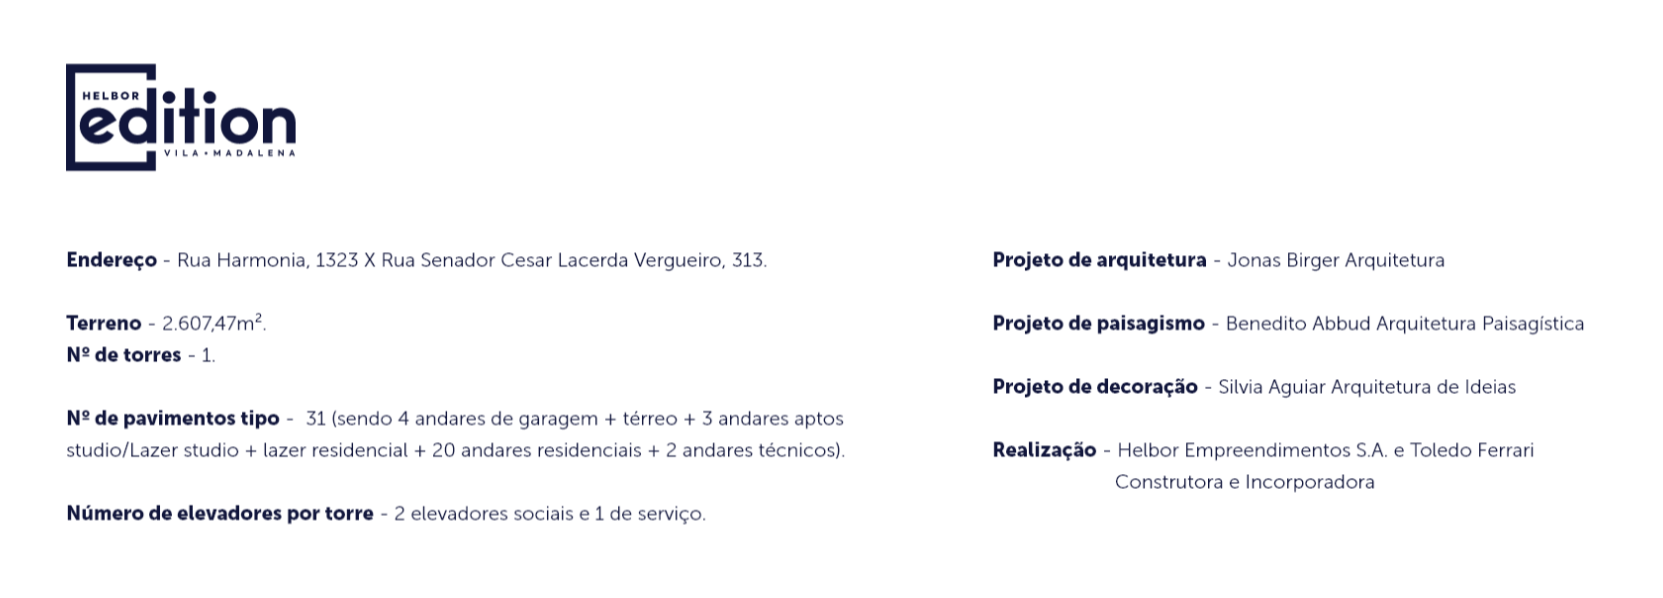 HELBOR
edition
VILA • MADALENA
Endereço - Rua Harmonia, 1323 X Rua Senador Cesar Lacerda Vergueiro, 313.
Terreno - 2.607,47m².
Nº de torres - 1.
Nº de pavimentos tipo -  31 (sendo 4 andares de garagem + térreo + 3 andares aptos
studio/Lazer studio + lazer residencial + 20 andares residenciais + 2 andares técnicos).
Número de elevadores por torre - 2 elevadores sociais e 1 de serviço.
Projeto de arquitetura - Jonas Birger Arquitetura
Projeto de paisagismo - Benedito Abbud Arquitetura Paisagística
Projeto de decoração - Silvia Aguiar Arquitetura de Ideias
Realização - Helbor Empreendimentos S.A. e Toledo Ferrari
Construtora e Incorporadora